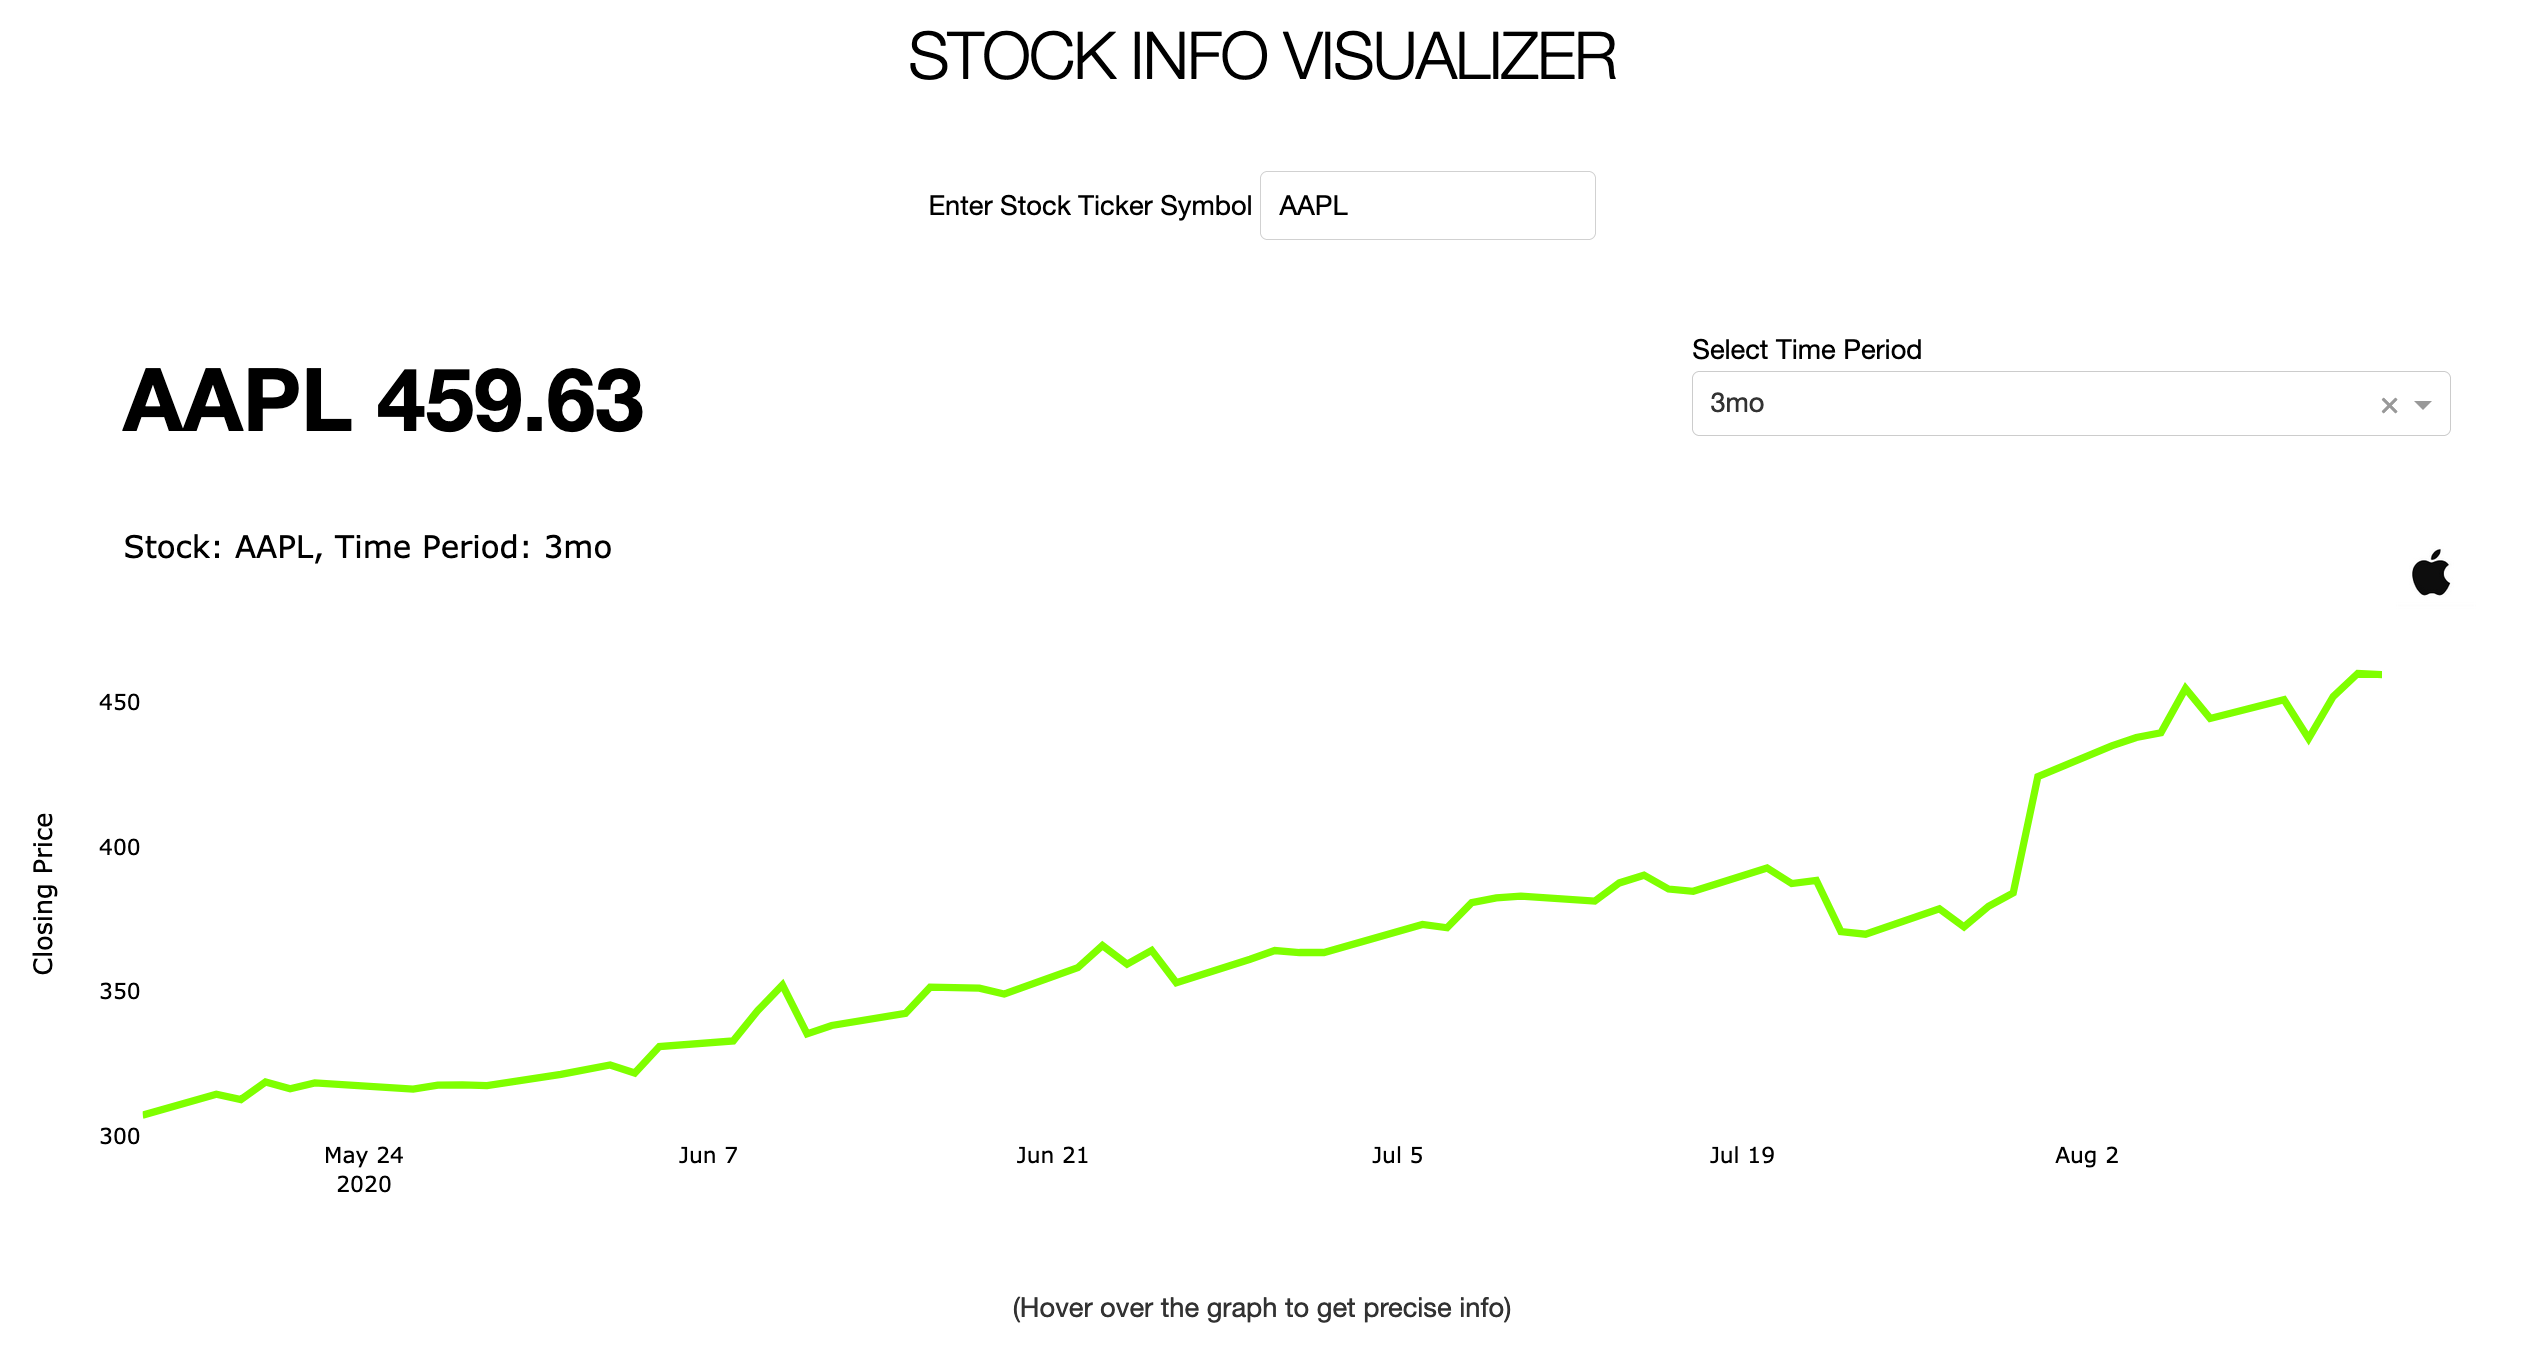 STOCK INFO VISUALIZER
Enter Stock Ticker Symbol AAPL
AAPL 459.63
Select Time Period
3mo
Stock: AAPL, Time Period: 3mo
Closing Price
450
400
350
300
May 24 Jun 7 Jun 21 Jul 5 Jul 19 Aug 2
2020
(Hover over the graph to get precise info)